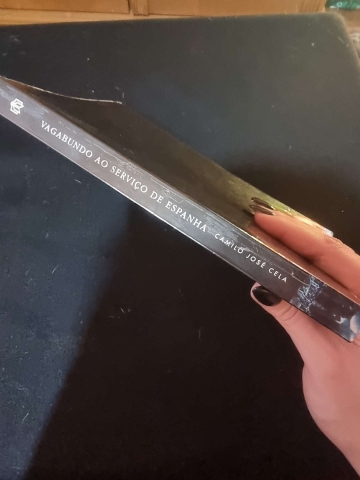 VAGABUNDO AO SERVIÇO DE ESPANHA CAMILO JOSÉ CELA